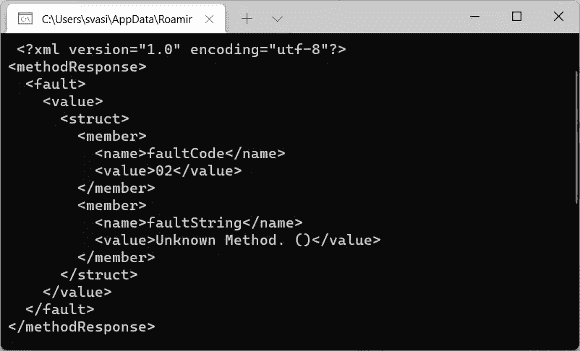 C:\Users\svasi\AppData\Roamir
<?xml version="1.0" encoding="utf-8"?>
<methodResponse>
  <fault>
    <value>
      <struct>
        <member>
          <name>faultCode</name>
          <value>02</value>
        </member>
        <member>
          <name>faultString</name>
          <value>Unknown Method. ()</value>
        </member>
      </struct>
    </value>
  </fault>
</methodResponse>